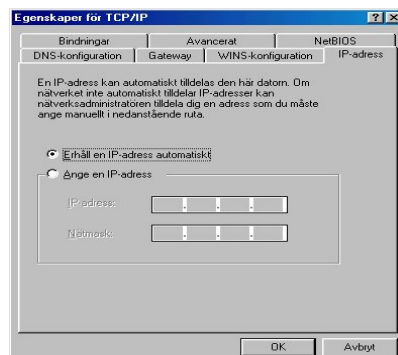 Egenskaper för TCP/IP
Bindningar Avancerat NetBIOS
DNS-konfiguration Gateway WINS-konfiguration IP-adress
En IP-adress kan automatiskt tilldelas den här datorn. Om
nätverket inte automatiskt tilldelar IP-adresser kan
nätverksadministratören tilldela dig en adress som du måste
ange manuellt i nedanstående ruta.
Erhåll en IP-adress automatiskt
Ange en IP-adress
IP-adress:
Nätmask:
OK Avbryt